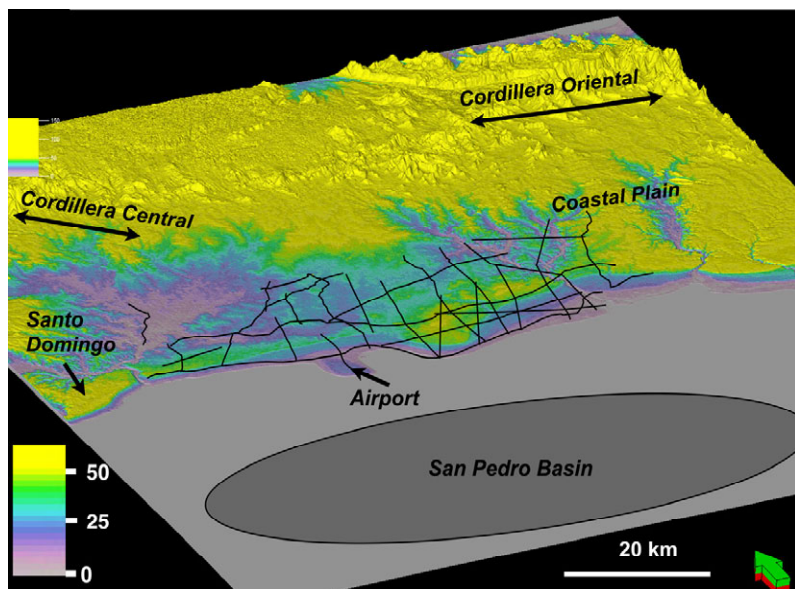 Cordillera Oriental
Cordillera Central
Coastal Plain
Santo
Domingo
Airport
San Pedro Basin
50
25
0
20 km